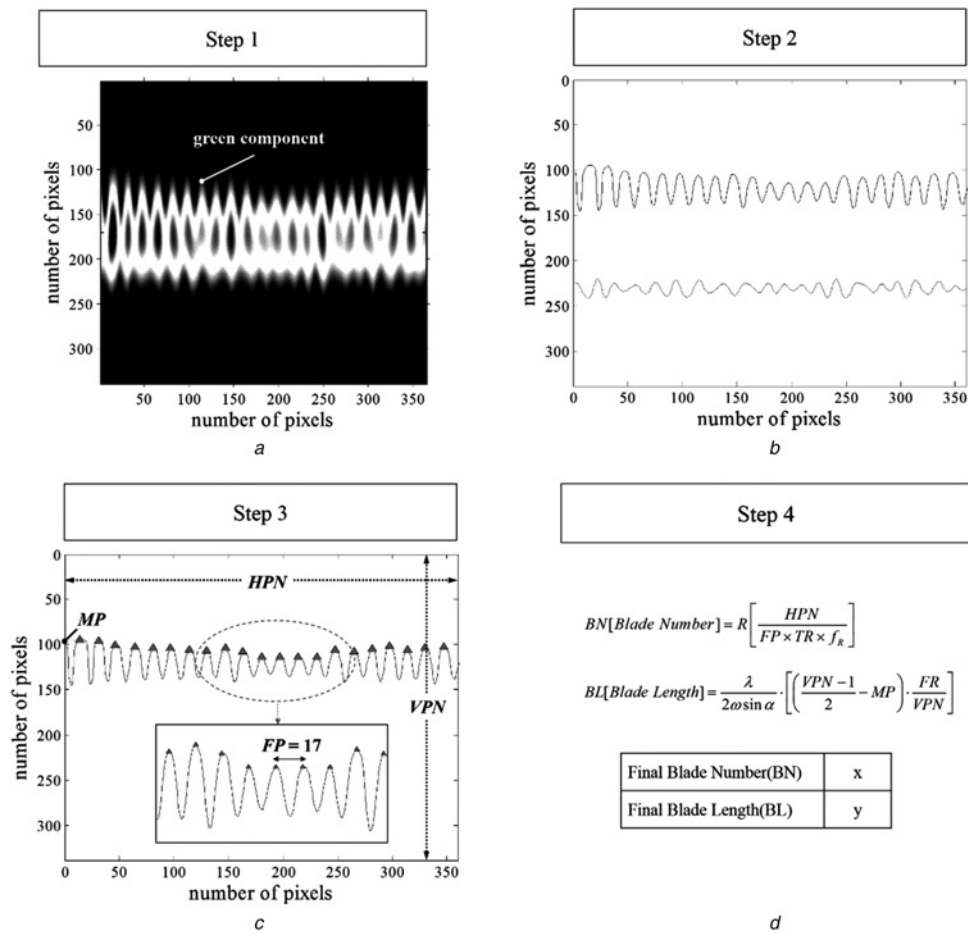 Step 1
green component
50
100
150
200
250
300
number of pixels
50 100 150 200 250 300 350
number of pixels
a
Step 2
0
50
100
150
200
250
300
number of pixels
0 50 100 150 200 250 300 350
number of pixels
b
Step 3
0
50
100
150
200
250
300
number of pixels
HPN
MP
VPN
FP = 17
0 50 100 150 200 250 300 350
number of pixels
c
Step 4
BN[Blade Number] = R[HPN / (FP × TR × f_R)]
BL[Blade Length] = λ / (2ω sin α) · [((VPN − 1) / 2 − MP) · FR / VPN]
Final Blade Number(BN) x
Final Blade Length(BL) y
d